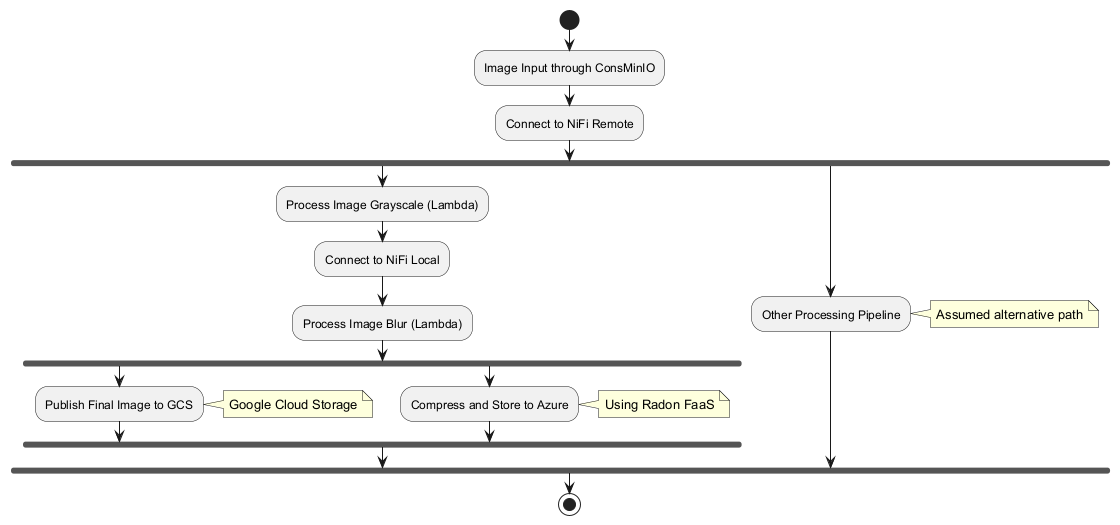 Image Input through ConsMinIO
Connect to NiFi Remote
Process Image Grayscale (Lambda)
Connect to NiFi Local
Process Image Blur (Lambda)
Other Processing Pipeline
Assumed alternative path
Publish Final Image to GCS
Google Cloud Storage
Compress and Store to Azure
Using Radon FaaS